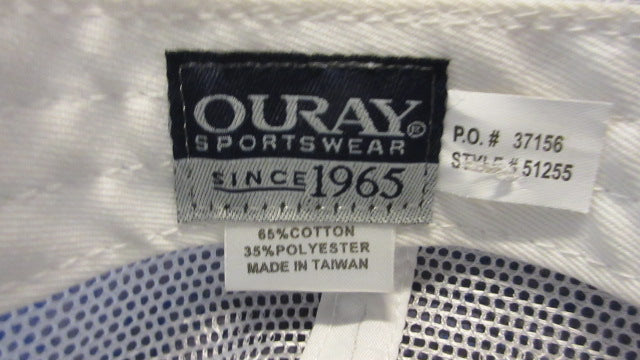 OURAY®
SPORTSWEAR
SINCE 1965
65%COTTON
35%POLYESTER
MADE IN TAIWAN
P.O.# 37156
STYLE # 51255